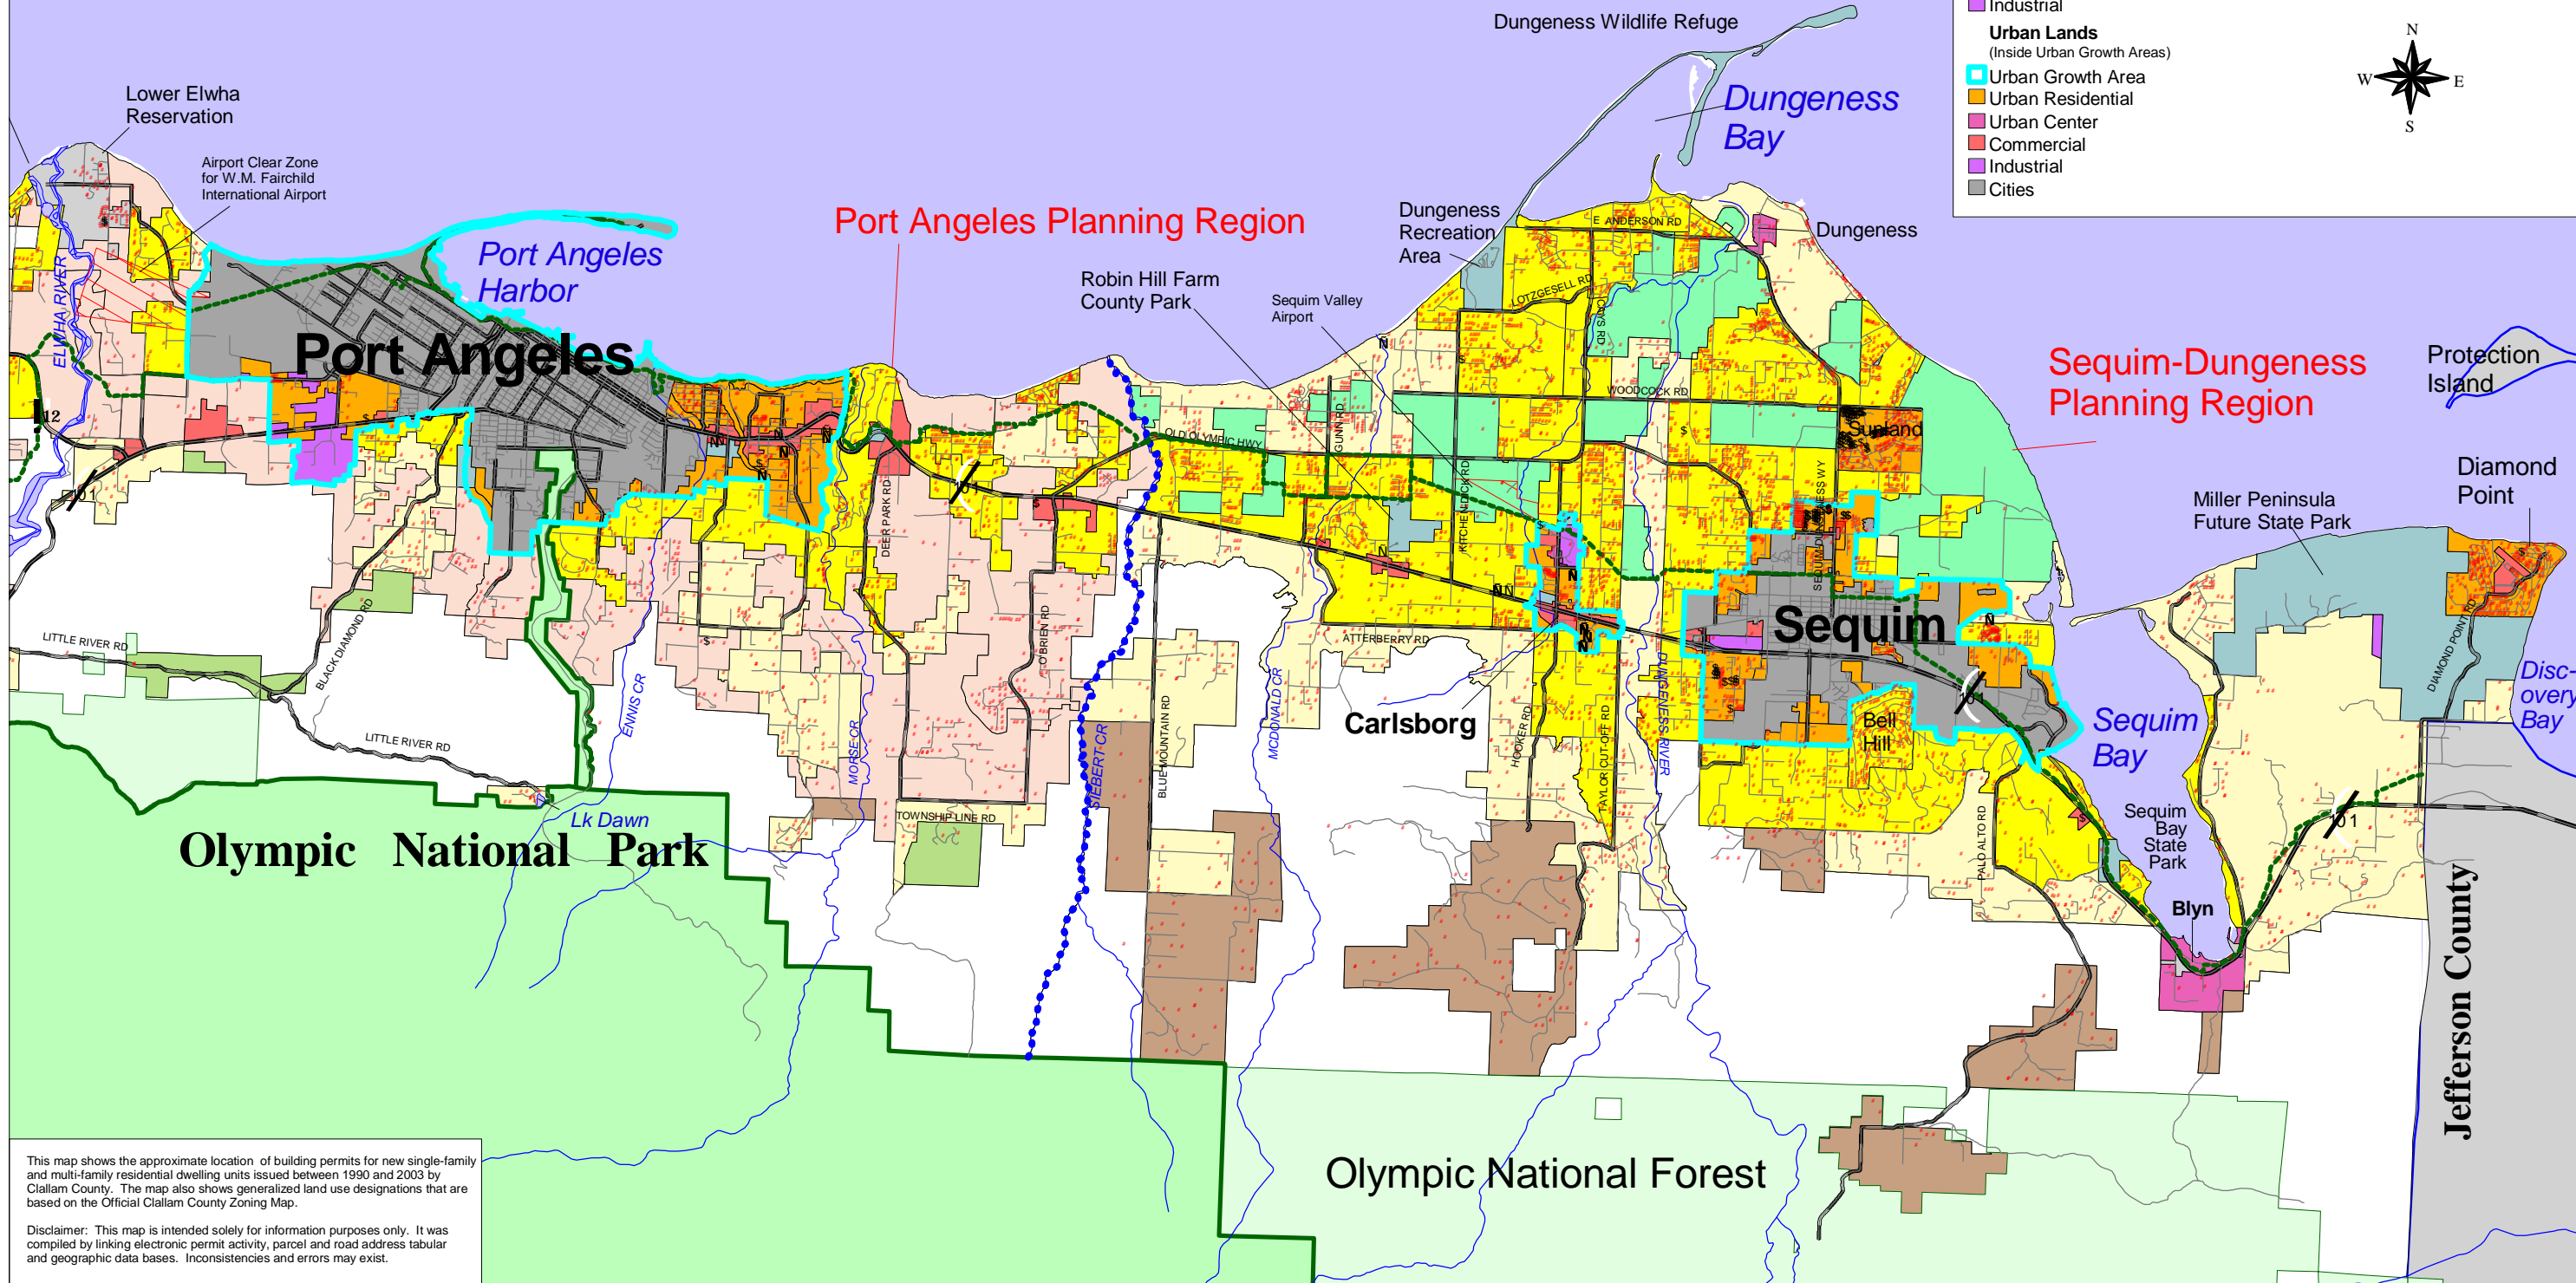 Industrial
Urban Lands
(Inside Urban Growth Areas)
Urban Growth Area
Urban Residential
Urban Center
Commercial
Industrial
Cities
N
W
E
S
Dungeness Wildlife Refuge
Dungeness
Bay
Lower Elwha
Reservation
Airport Clear Zone
for W.M. Fairchild
International Airport
Port Angeles
Harbor
Port Angeles Planning Region
Dungeness
Recreation
Area
E ANDERSON RD
Dungeness
Robin Hill Farm
County Park
Sequim Valley
Airport
LOTZGESELL RD
CAYS RD
ELWHA RIVER
Port Angeles
Sequim-Dungeness
Planning Region
Protection
Island
WOODCOCK RD
112
Sunland
OLD OLYMPIC HWY
GUNN RD
KITCHEN-DICK RD
101
101
DEER PARK RD
Diamond
Point
Miller Peninsula
Future State Park
LITTLE RIVER RD
BLACK DIAMOND RD
O'BRIEN RD
ATTERBERRY RD
Sequim
DIAMOND POINT RD
Disc-
overy
Bay
ENNIS CR
MORSE CR
SIEBERT CR
BLUE MOUNTAIN RD
MCDONALD CR
Carlsborg
HOOKER RD
TAYLOR CUT-OFF RD
DUNGENESS RIVER
Bell
Hill
Sequim
Bay
LITTLE RIVER RD
Lk Dawn
TOWNSHIP LINE RD
PALO ALTO RD
Sequim
Bay
State
Park
101
Olympic National Park
Blyn
Jefferson County
Olympic National Forest
This map shows the approximate location of building permits for new single-family
and multi-family residential dwelling units issued between 1990 and 2003 by
Clallam County. The map also shows generalized land use designations that are
based on the Official Clallam County Zoning Map.
Disclaimer: This map is intended solely for information purposes only. It was
compiled by linking electronic permit activity, parcel and road address tabular
and geographic data bases. Inconsistencies and errors may exist.